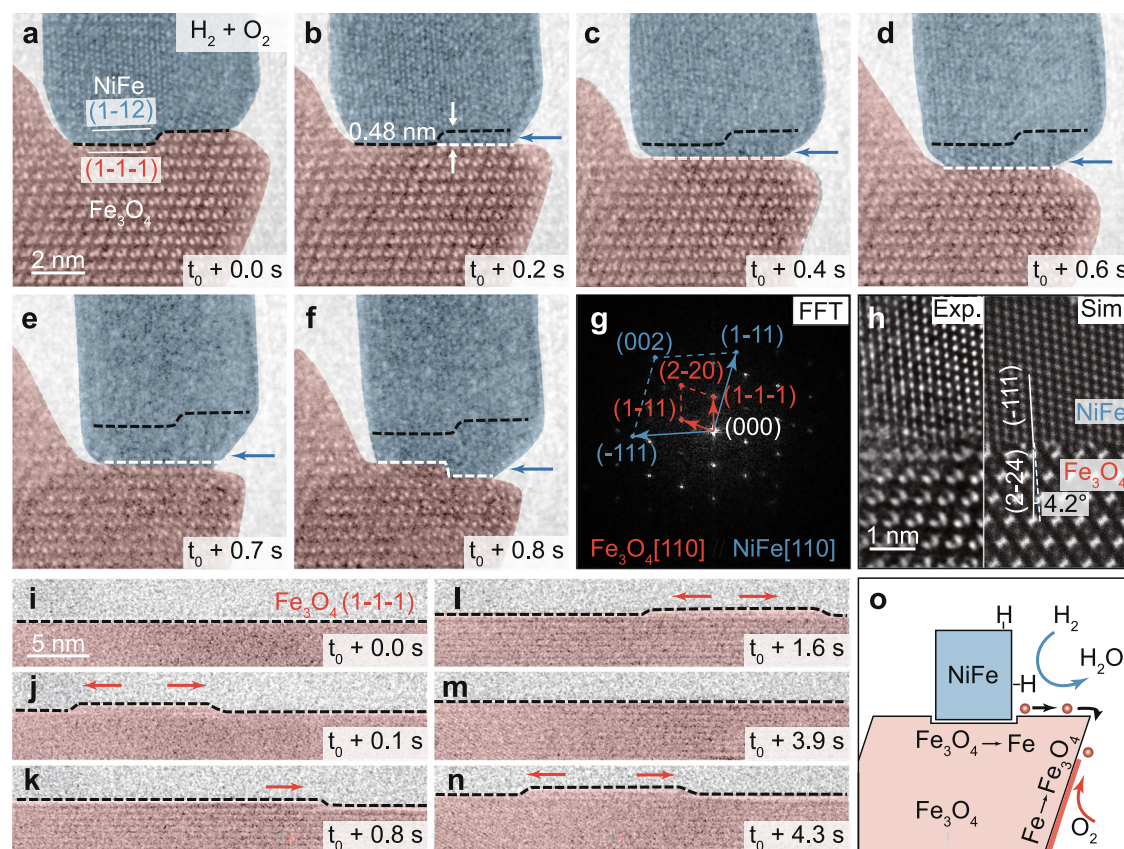 a
H₂ + O₂
NiFe
(1-12)
(1-1-1)
Fe₃O₄
2 nm
t₀ + 0.0 s
b
0.48 nm
t₀ + 0.2 s
c
t₀ + 0.4 s
d
t₀ + 0.6 s
e
t₀ + 0.7 s
f
t₀ + 0.8 s
g
FFT
(002)
(1-11)
(2-20)
(1-11)
(1-1-1)
(000)
(-111)
Fe₃O₄[110]
NiFe[110]
h
Exp.
Sim
(-111)
NiFe
(2-24)
Fe₃O₄
4.2°
1 nm
i
Fe₃O₄ (1-1-1)
5 nm
t₀ + 0.0 s
j
t₀ + 0.1 s
k
t₀ + 0.8 s
l
t₀ + 1.6 s
m
t₀ + 3.9 s
n
t₀ + 4.3 s
o
H
H₂
NiFe
H₂O
-H
Fe₃O₄→Fe
Fe→Fe₃O₄
Fe₃O₄
O₂